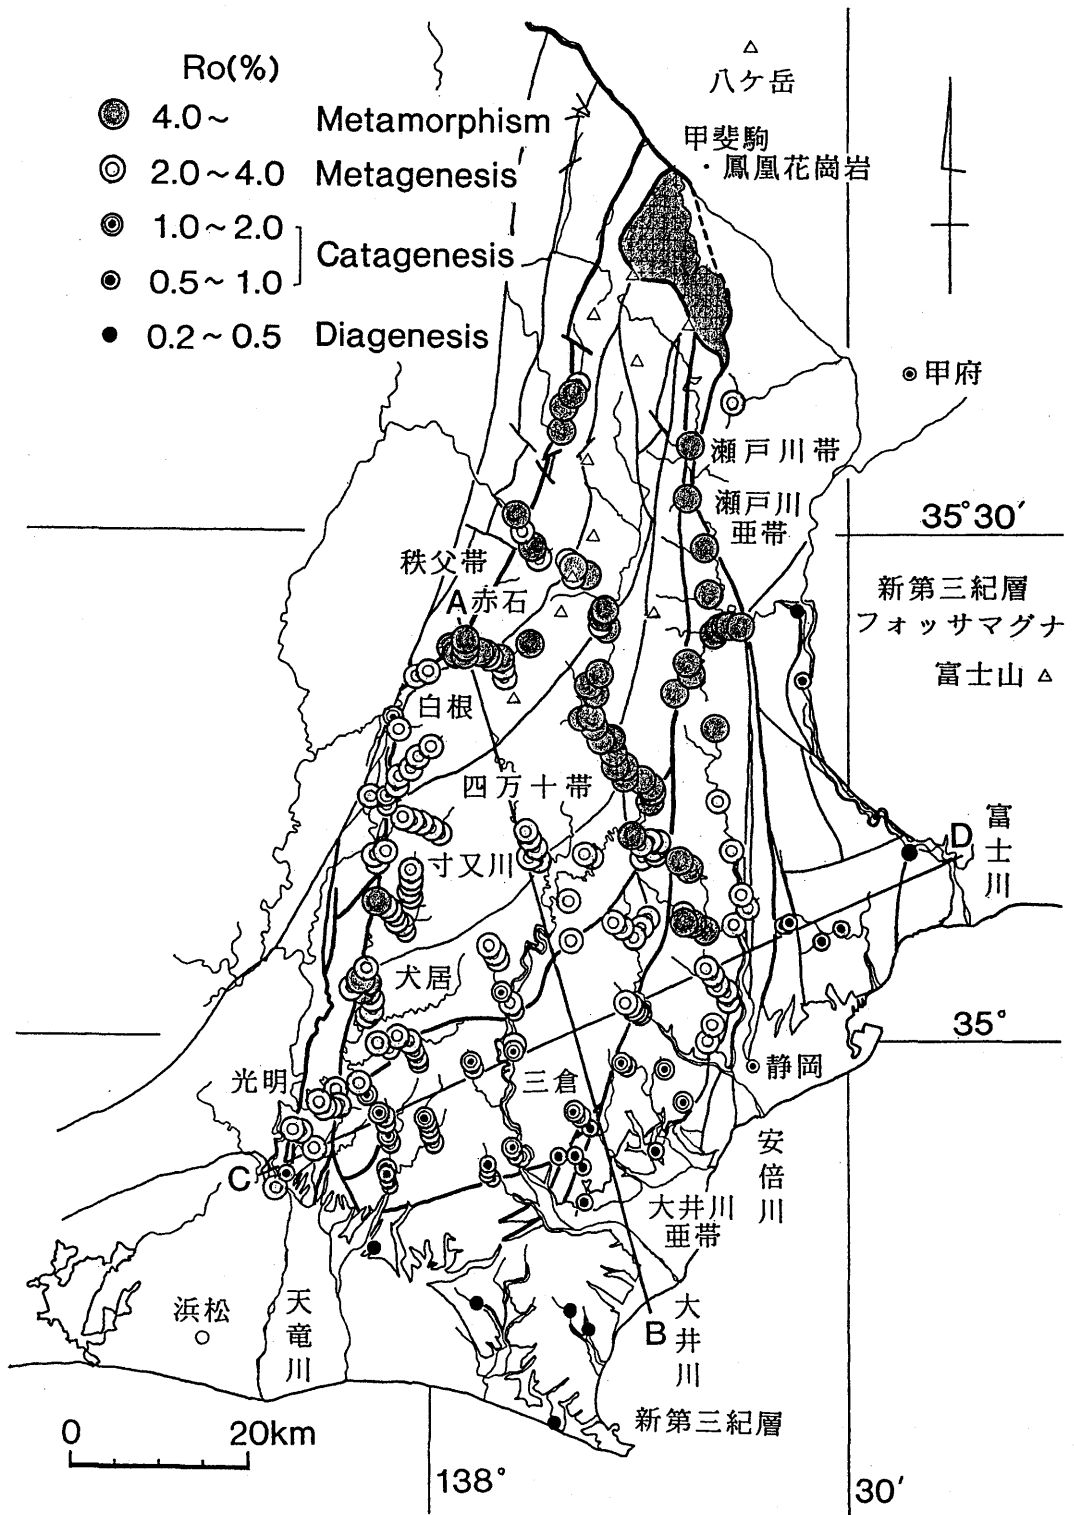 Ro(%)
4.0～ Metamorphism
2.0～4.0 Metagenesis
1.0～2.0
Catagenesis
0.5～1.0
0.2～0.5 Diagenesis
八ケ岳
甲斐駒
・鳳凰花崗岩
甲府
瀬戸川帯
瀬戸川
亜帯
35°30′
秩父帯
A 赤石
新第三紀層
フォッサマグナ
富士山
白根
四万十帯
寸又川
D
富士川
犬居
35°
静岡
光明
三倉
C
安倍川
大井川
亜帯
浜松
天竜川
B
大井川
新第三紀層
0 20km
138°
30′